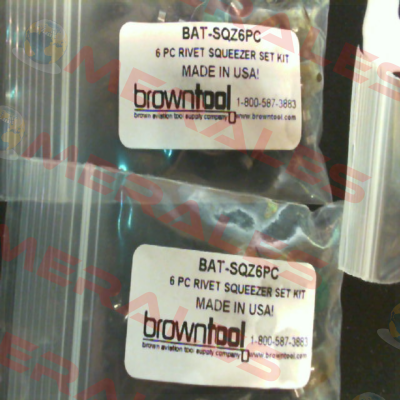 BAT-SQZ6PC
6 PC RIVET SQUEEZER SET KIT
MADE IN USA!
browntool 1-800-587-3883
brown aviation tool supply company www.browntool.com
BAT-SQZ6PC
6 PC RIVET SQUEEZER SET KIT
MADE IN USA!
browntool 1-800-587-3883
brown aviation tool supply company www.browntool.com
MERALES
MERALES